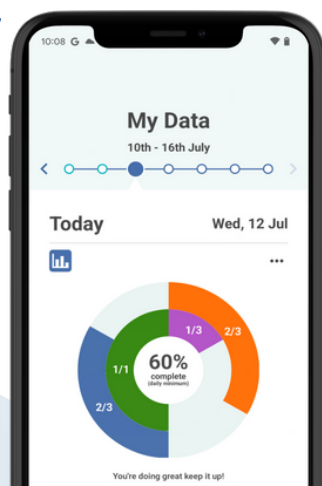 10:08 G
My Data
10th - 16th July
Today
Wed, 12 Jul
1/3
2/3
1/1
60%
complete
(daily minimum)
2/3
You're doing great keep it up!